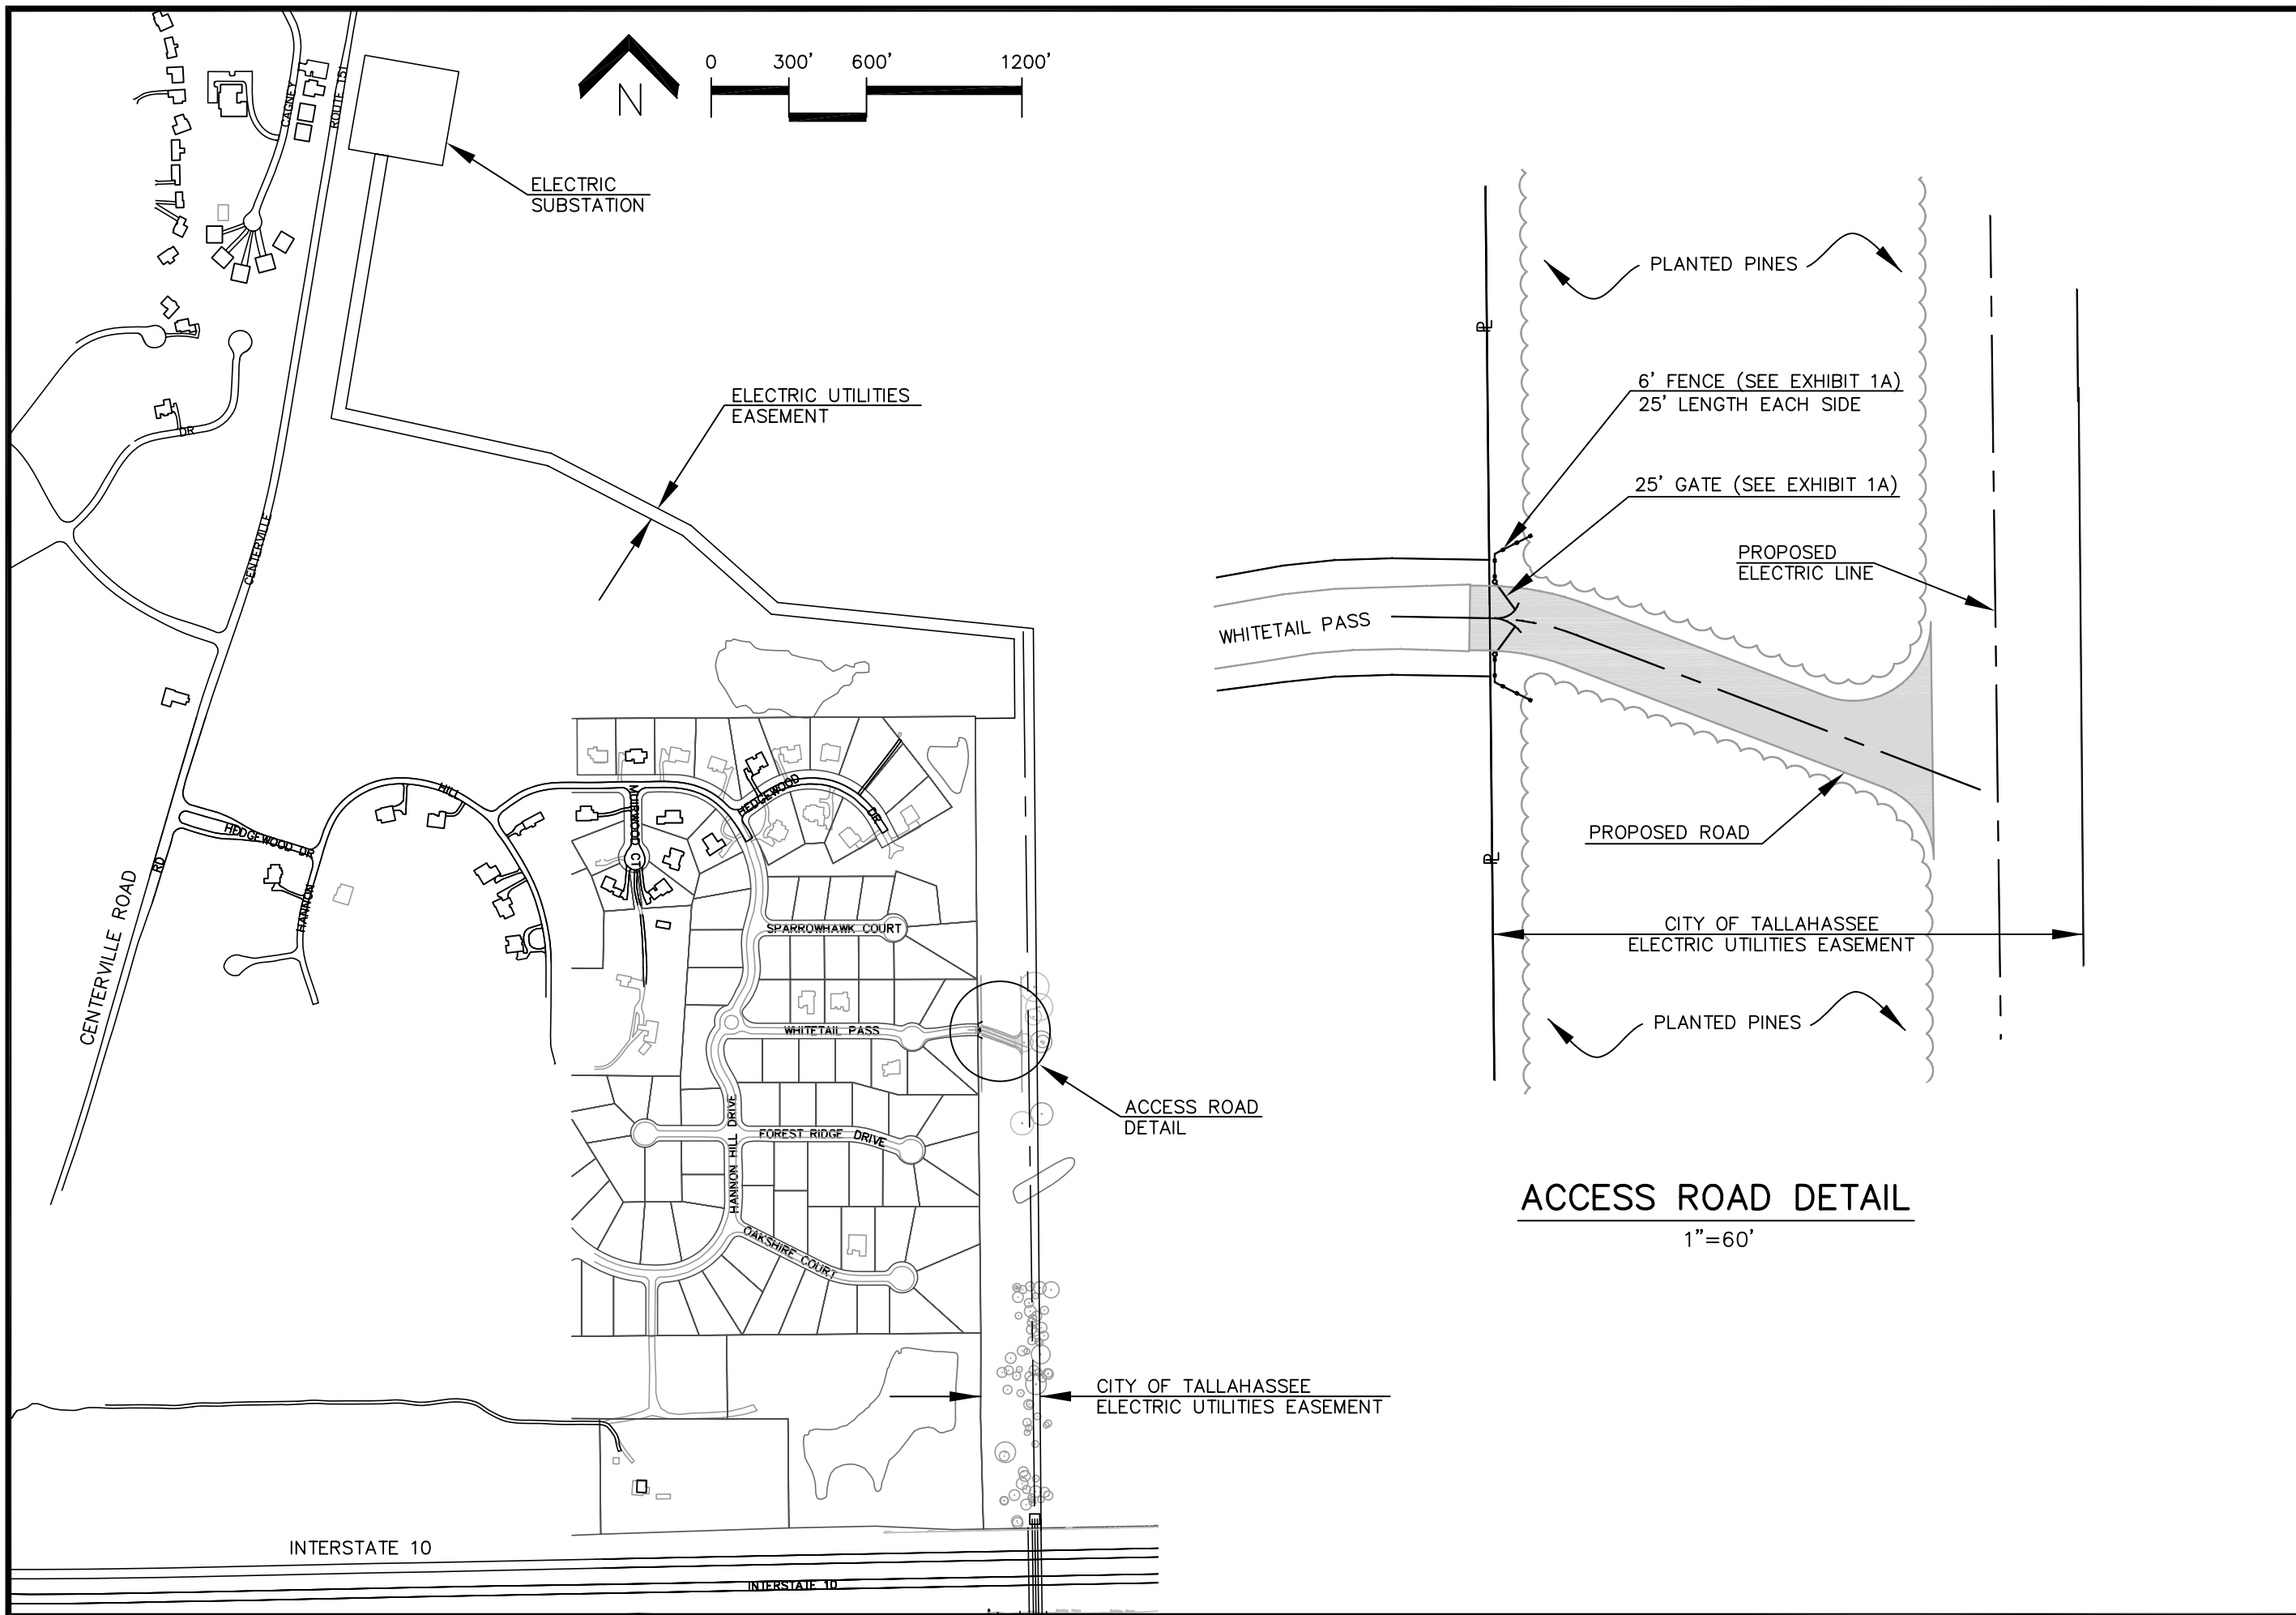 0 300' 600' 1200'
N
CAGNEY
ROUTE 151
ELECTRIC
SUBSTATION
ELECTRIC UTILITIES
EASEMENT
DR
CENTERVILLE
RD
CENTERVILLE ROAD
HEDGEWOOD DR
HANNON
HILL
MUIRWOOD CT
HEDGEWOOD
DR
SPARROWHAWK COURT
WHITETAIL PASS
HANNON HILL DRIVE
FOREST RIDGE DRIVE
OAKSHIRE COURT
ACCESS ROAD
DETAIL
CITY OF TALLAHASSEE
ELECTRIC UTILITIES EASEMENT
INTERSTATE 10
INTERSTATE 10
PLANTED PINES
PL
6' FENCE (SEE EXHIBIT 1A)
25' LENGTH EACH SIDE
25' GATE (SEE EXHIBIT 1A)
PROPOSED
ELECTRIC LINE
WHITETAIL PASS
PROPOSED ROAD
PL
CITY OF TALLAHASSEE
ELECTRIC UTILITIES EASEMENT
PLANTED PINES
ACCESS ROAD DETAIL
1"=60'